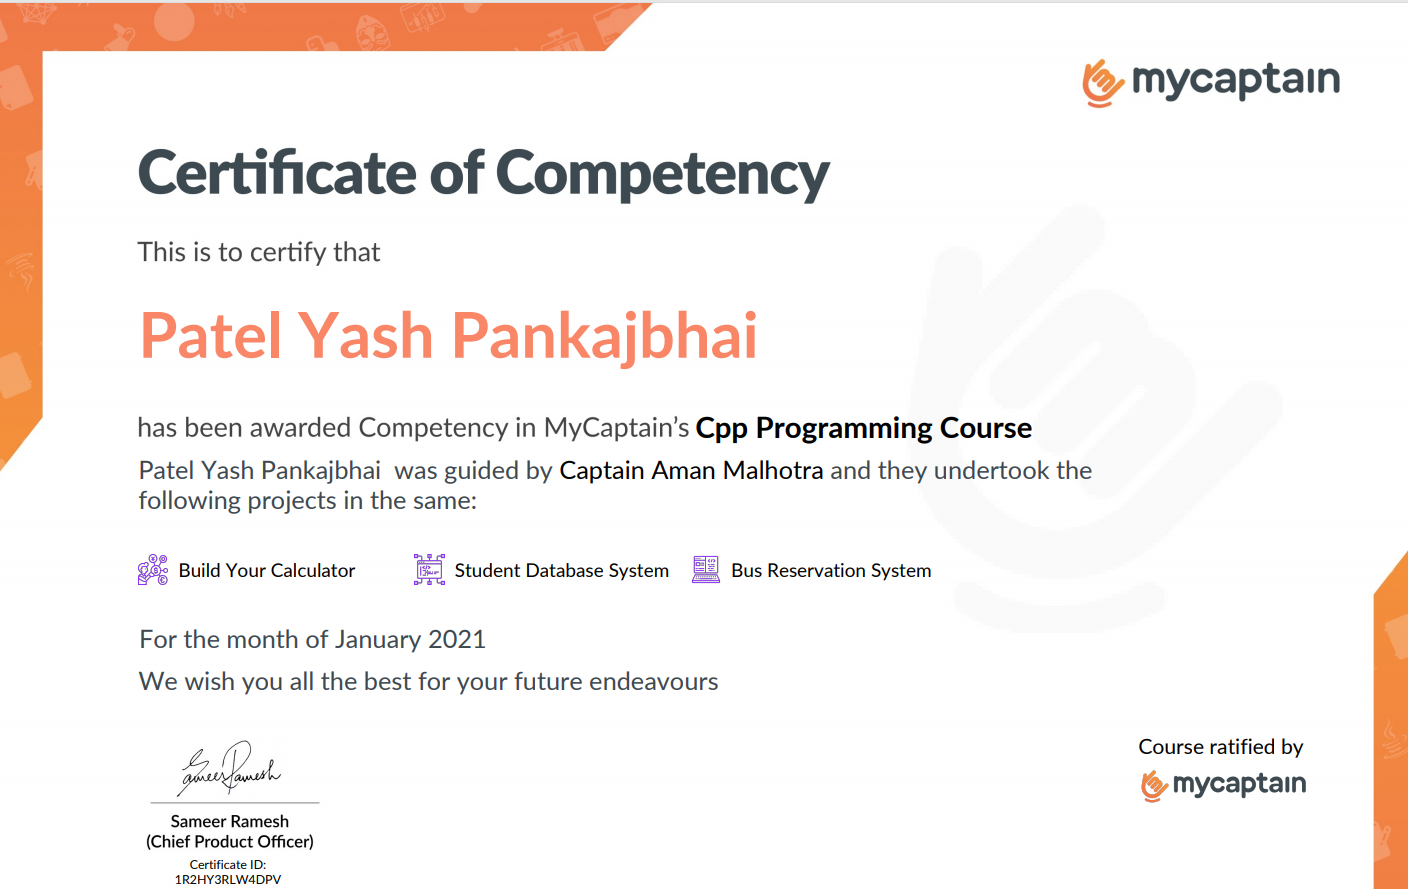 mycaptain
Certificate of Competency
This is to certify that
Patel Yash Pankajbhai
has been awarded Competency in MyCaptain’s Cpp Programming Course
Patel Yash Pankajbhai was guided by Captain Aman Malhotra and they undertook the
following projects in the same:
Build Your Calculator Student Database System Bus Reservation System
For the month of January 2021
We wish you all the best for your future endeavours
Sameer Ramesh
Sameer Ramesh
(Chief Product Officer)
Certificate ID:
1R2HY3RLW4DPV
Course ratified by
mycaptain